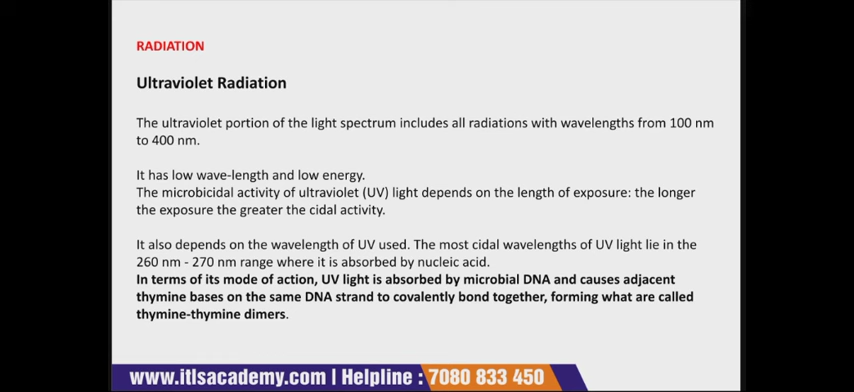 RADIATION
Ultraviolet Radiation
The ultraviolet portion of the light spectrum includes all radiations with wavelengths from 100 nm
to 400 nm.
It has low wave-length and low energy.
The microbicidal activity of ultraviolet (UV) light depends on the length of exposure: the longer
the exposure the greater the cidal activity.
It also depends on the wavelength of UV used. The most cidal wavelengths of UV light lie in the
260 nm - 270 nm range where it is absorbed by nucleic acid.
In terms of its mode of action, UV light is absorbed by microbial DNA and causes adjacent
thymine bases on the same DNA strand to covalently bond together, forming what are called
thymine-thymine dimers.
www.itlsacademy.com | Helpline : 7080 833 450